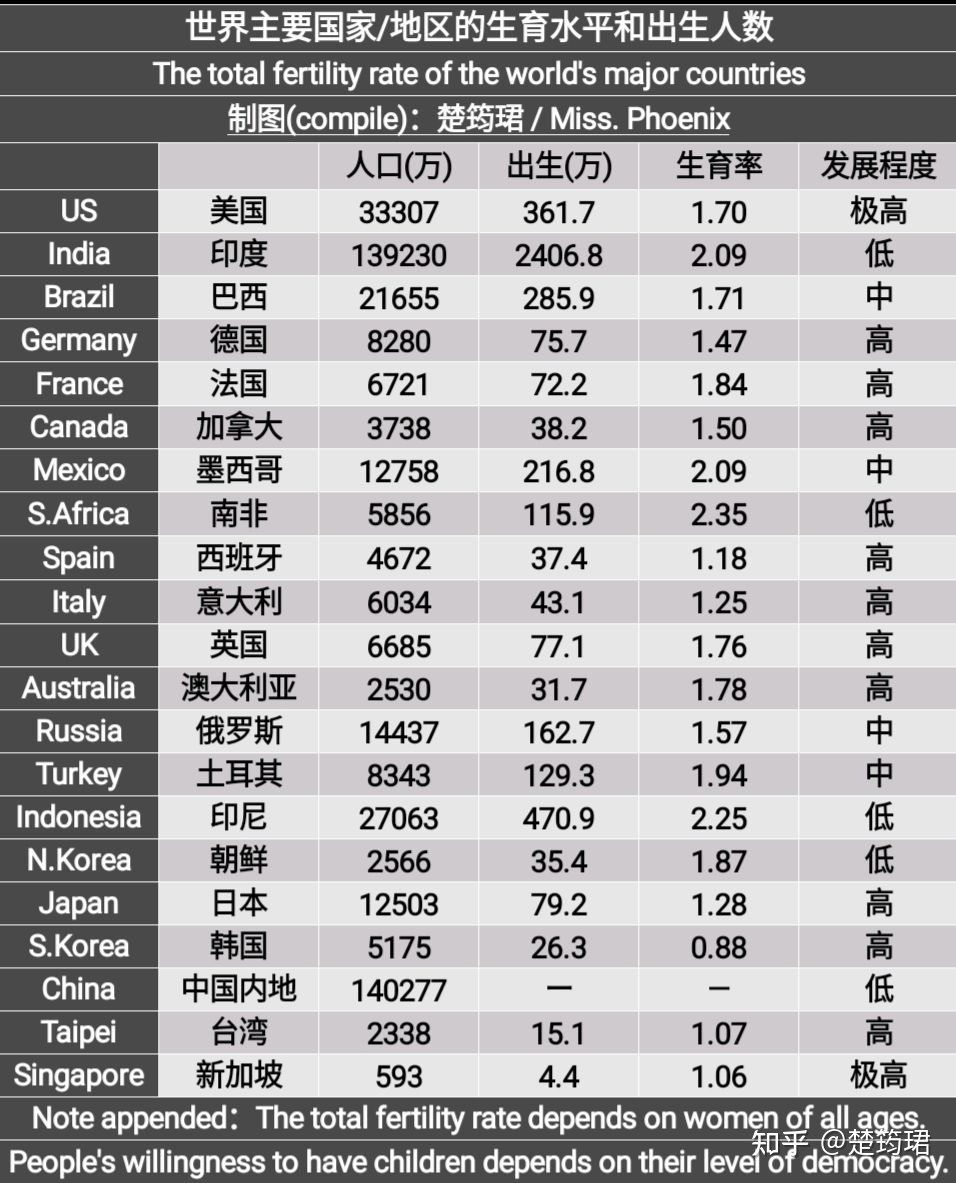 世界主要国家/地区的生育水平和出生人数
The total fertility rate of the world's major countries
制图(compile)：楚筠珺 / Miss. Phoenix
人口(万) 出生(万) 生育率 发展程度
US 美国 33307 361.7 1.70 极高
India 印度 139230 2406.8 2.09 低
Brazil 巴西 21655 285.9 1.71 中
Germany 德国 8280 75.7 1.47 高
France 法国 6721 72.2 1.84 高
Canada 加拿大 3738 38.2 1.50 高
Mexico 墨西哥 12758 216.8 2.09 中
S.Africa 南非 5856 115.9 2.35 低
Spain 西班牙 4672 37.4 1.18 高
Italy 意大利 6034 43.1 1.25 高
UK 英国 6685 77.1 1.76 高
Australia 澳大利亚 2530 31.7 1.78 高
Russia 俄罗斯 14437 162.7 1.57 中
Turkey 土耳其 8343 129.3 1.94 中
Indonesia 印尼 27063 470.9 2.25 低
N.Korea 朝鲜 2566 35.4 1.87 低
Japan 日本 12503 79.2 1.28 高
S.Korea 韩国 5175 26.3 0.88 高
China 中国内地 140277 — — 低
Taipei 台湾 2338 15.1 1.07 高
Singapore 新加坡 593 4.4 1.06 极高
Note appended：The total fertility rate depends on women of all ages.
知乎 @楚筠珺
People's willingness to have children depends on their level of democracy.